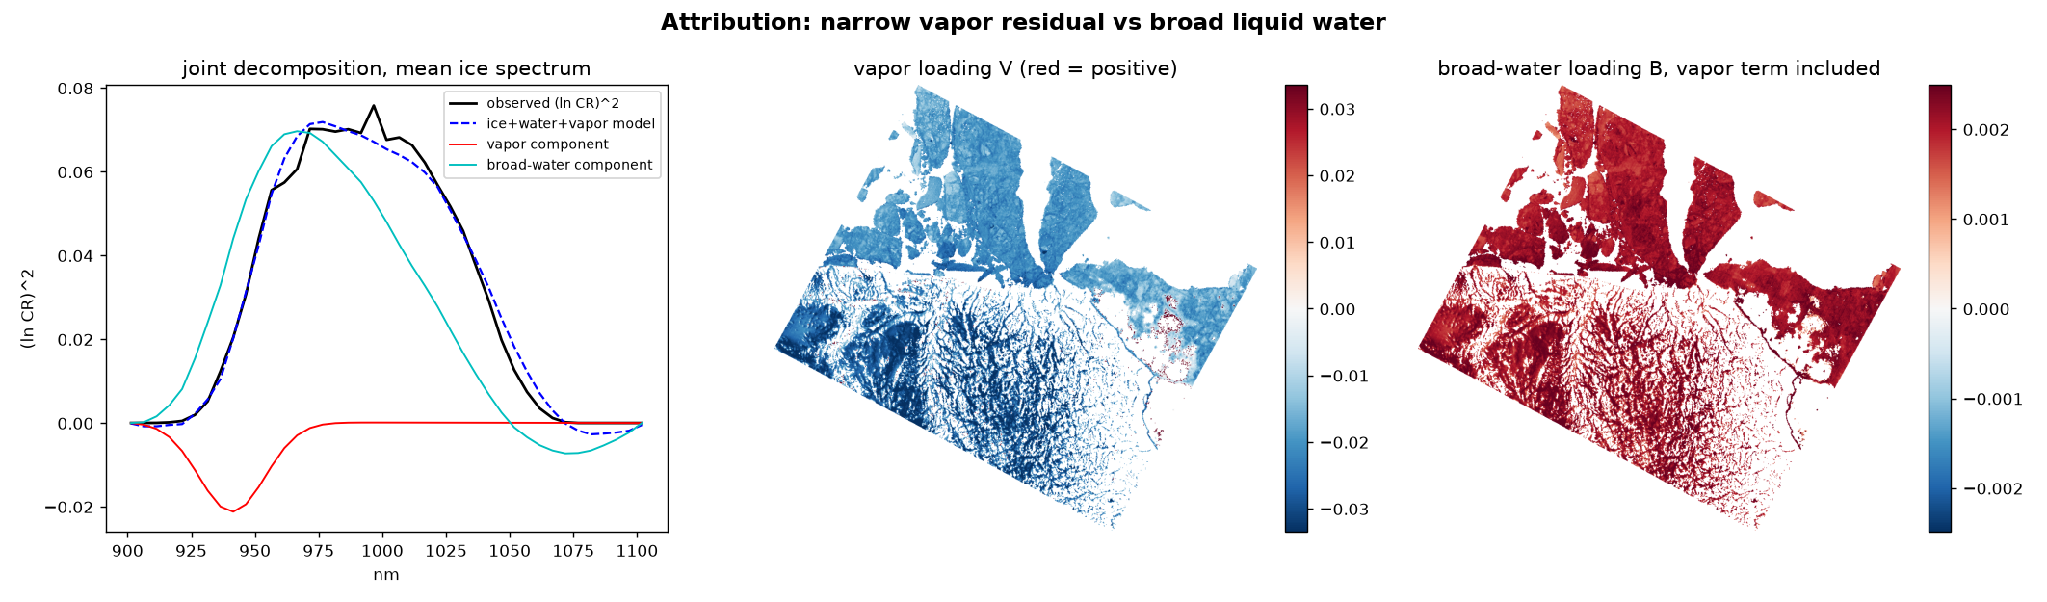 Attribution: narrow vapor residual vs broad liquid water
joint decomposition, mean ice spectrum
0.08
0.06
0.04
0.02
0.00
−0.02
(ln CR)^2
900
925
950
975
1000
1025
1050
1075
1100
nm
observed (ln CR)^2
ice+water+vapor model
vapor component
broad-water component
vapor loading V (red = positive)
0.03
0.02
0.01
0.00
−0.01
−0.02
−0.03
broad-water loading B, vapor term included
0.002
0.001
0.000
−0.001
−0.002